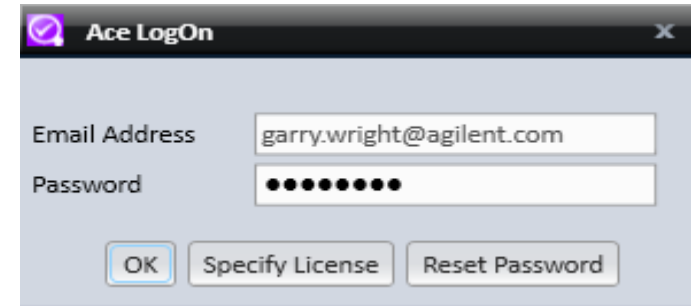 Ace LogOn x
Email Address garry.wright@agilent.com
Password ●●●●●●●●
OK Specify License Reset Password